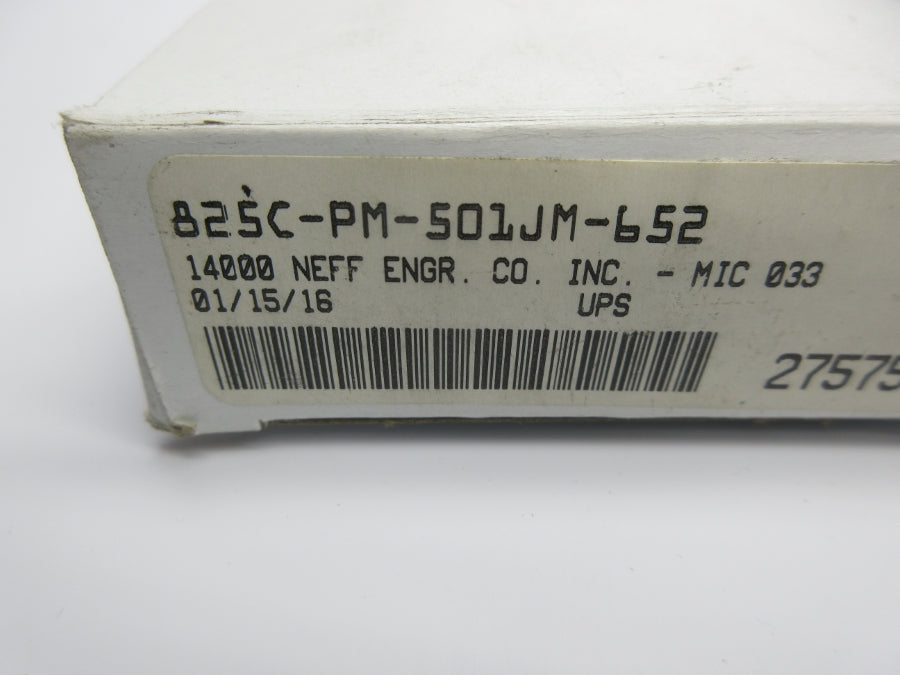 825C-PM-501JM-652
14000 NEFF ENGR. CO. INC. - MIC 033
01/15/16 UPS
27575